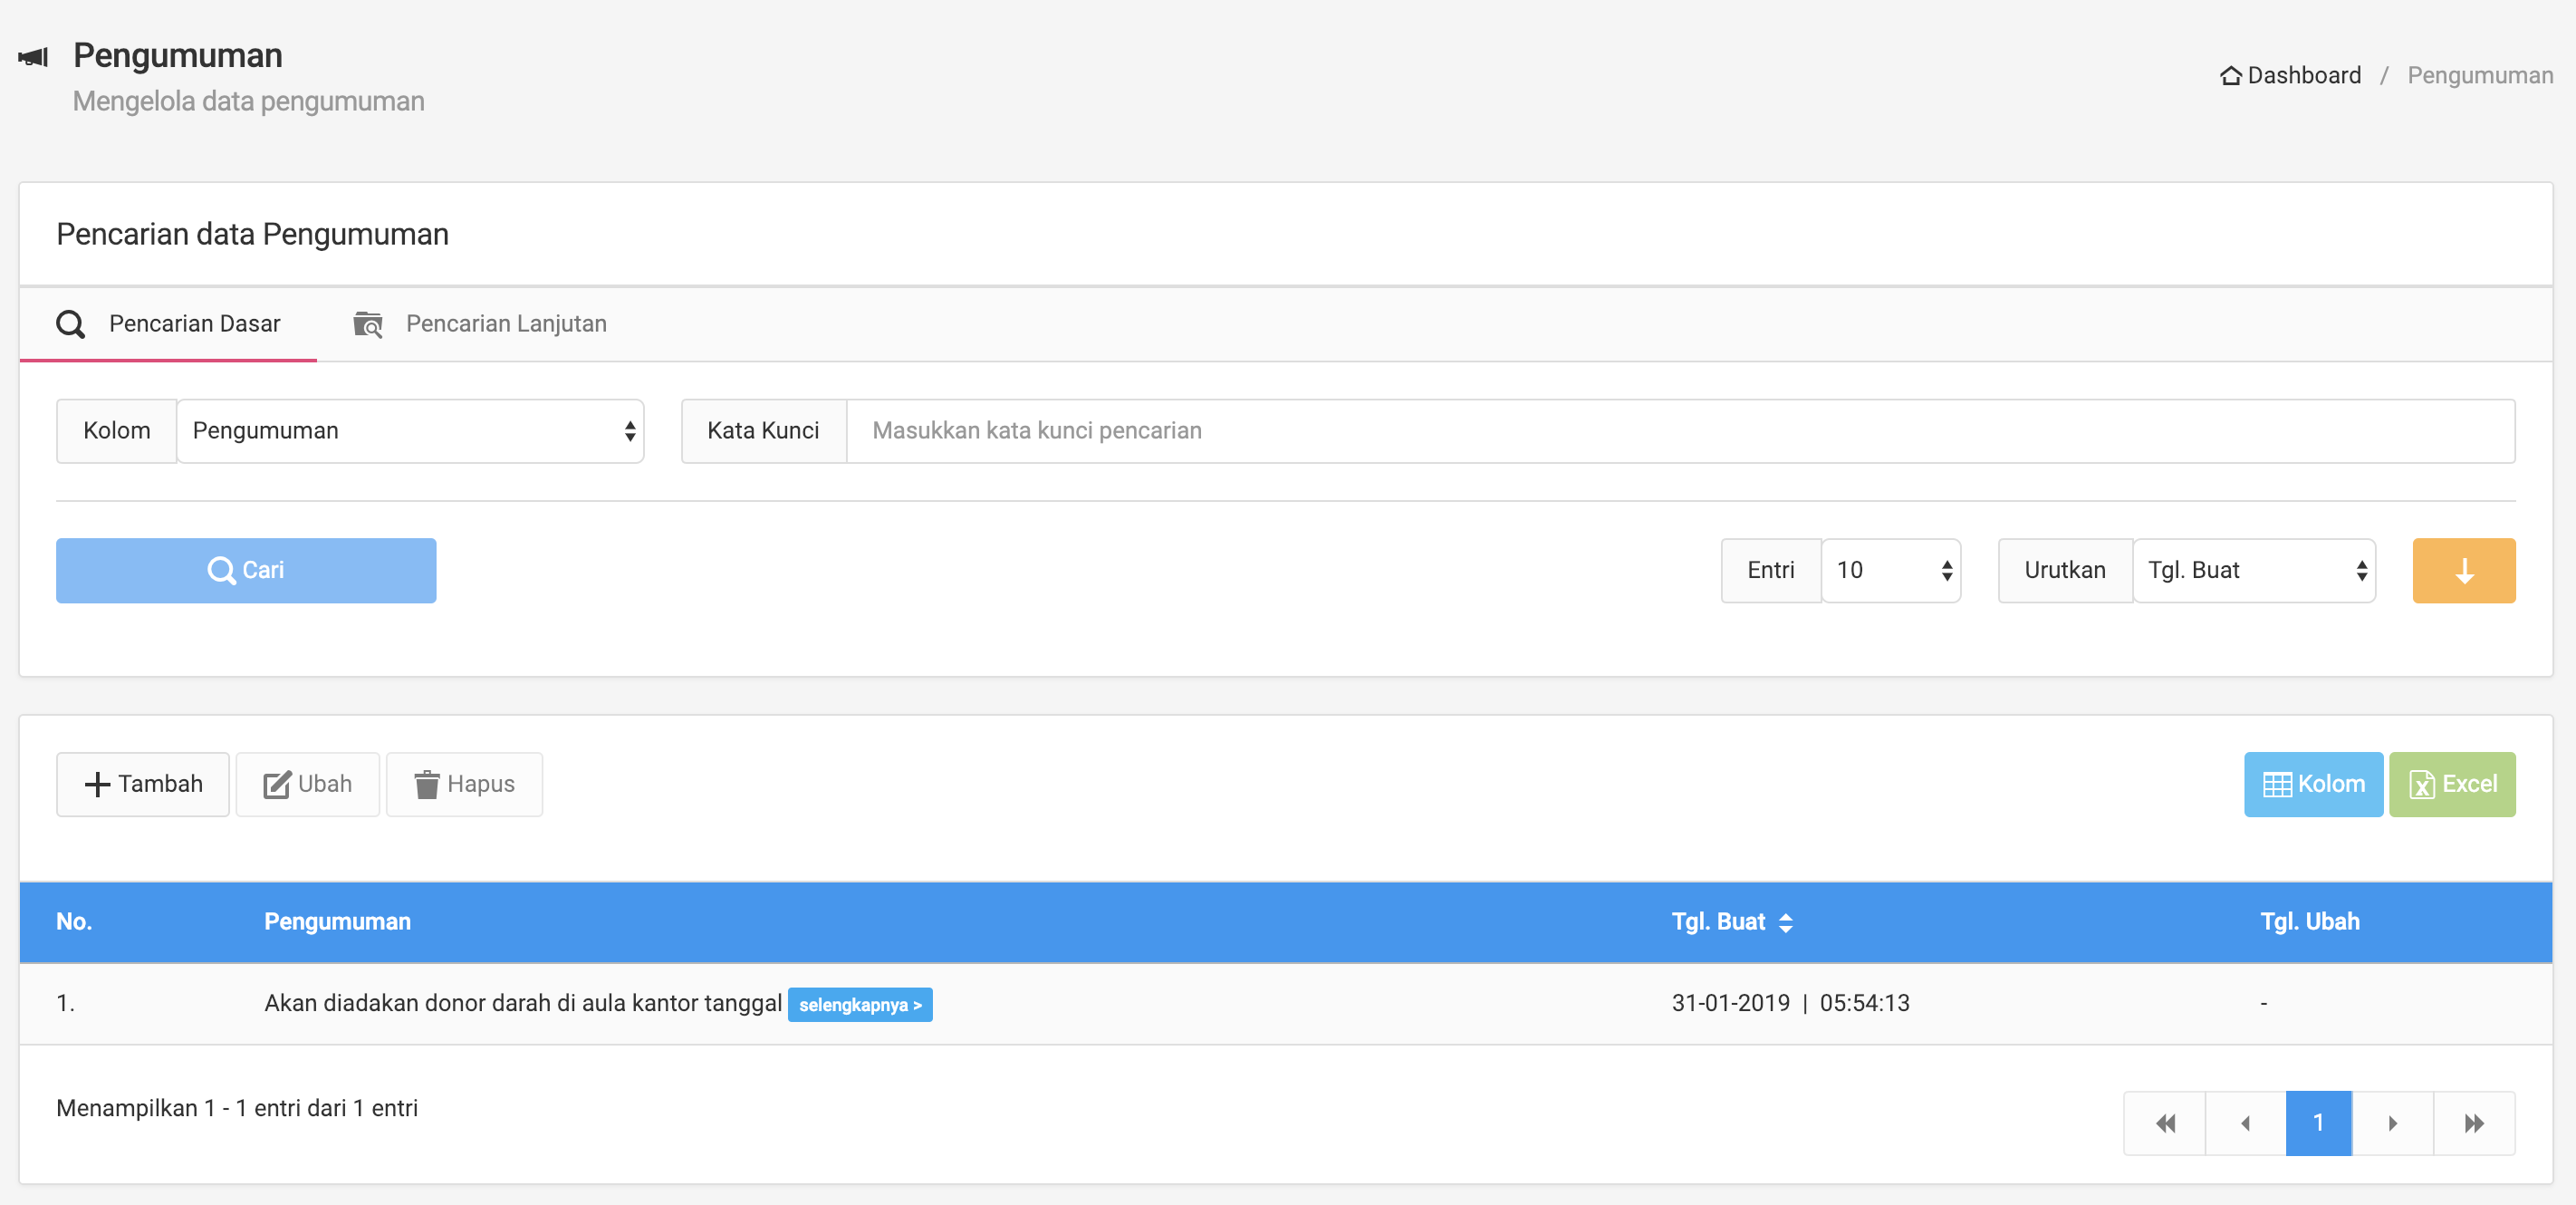 Pengumuman
Mengelola data pengumuman
Dashboard / Pengumuman
Pencarian data Pengumuman
Pencarian Dasar Pencarian Lanjutan
Kolom Pengumuman Kata Kunci Masukkan kata kunci pencarian
Cari Entri 10 Urutkan Tgl. Buat
Tambah Ubah Hapus Kolom Excel
No. Pengumuman Tgl. Buat Tgl. Ubah
1. Akan diadakan donor darah di aula kantor tanggal selengkapnya > 31-01-2019 | 05:54:13 -
Menampilkan 1 - 1 entri dari 1 entri
1